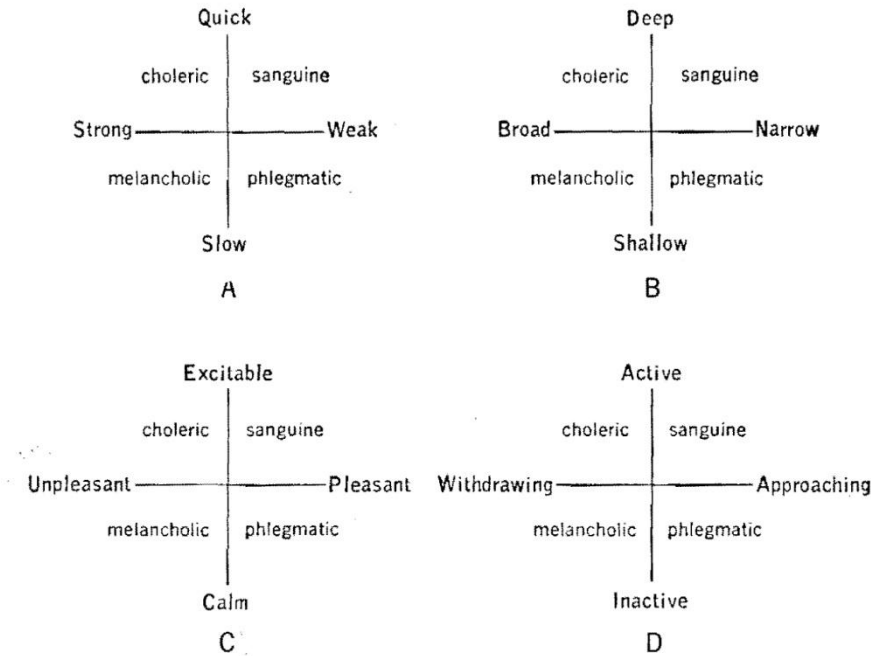 Quick
Deep
choleric sanguine
choleric sanguine
Strong Weak
Broad Narrow
melancholic phlegmatic
melancholic phlegmatic
Slow
Shallow
A
B
Excitable
Active
choleric sanguine
choleric sanguine
Unpleasant Pleasant
Withdrawing Approaching
melancholic phlegmatic
melancholic phlegmatic
Calm
Inactive
C
D